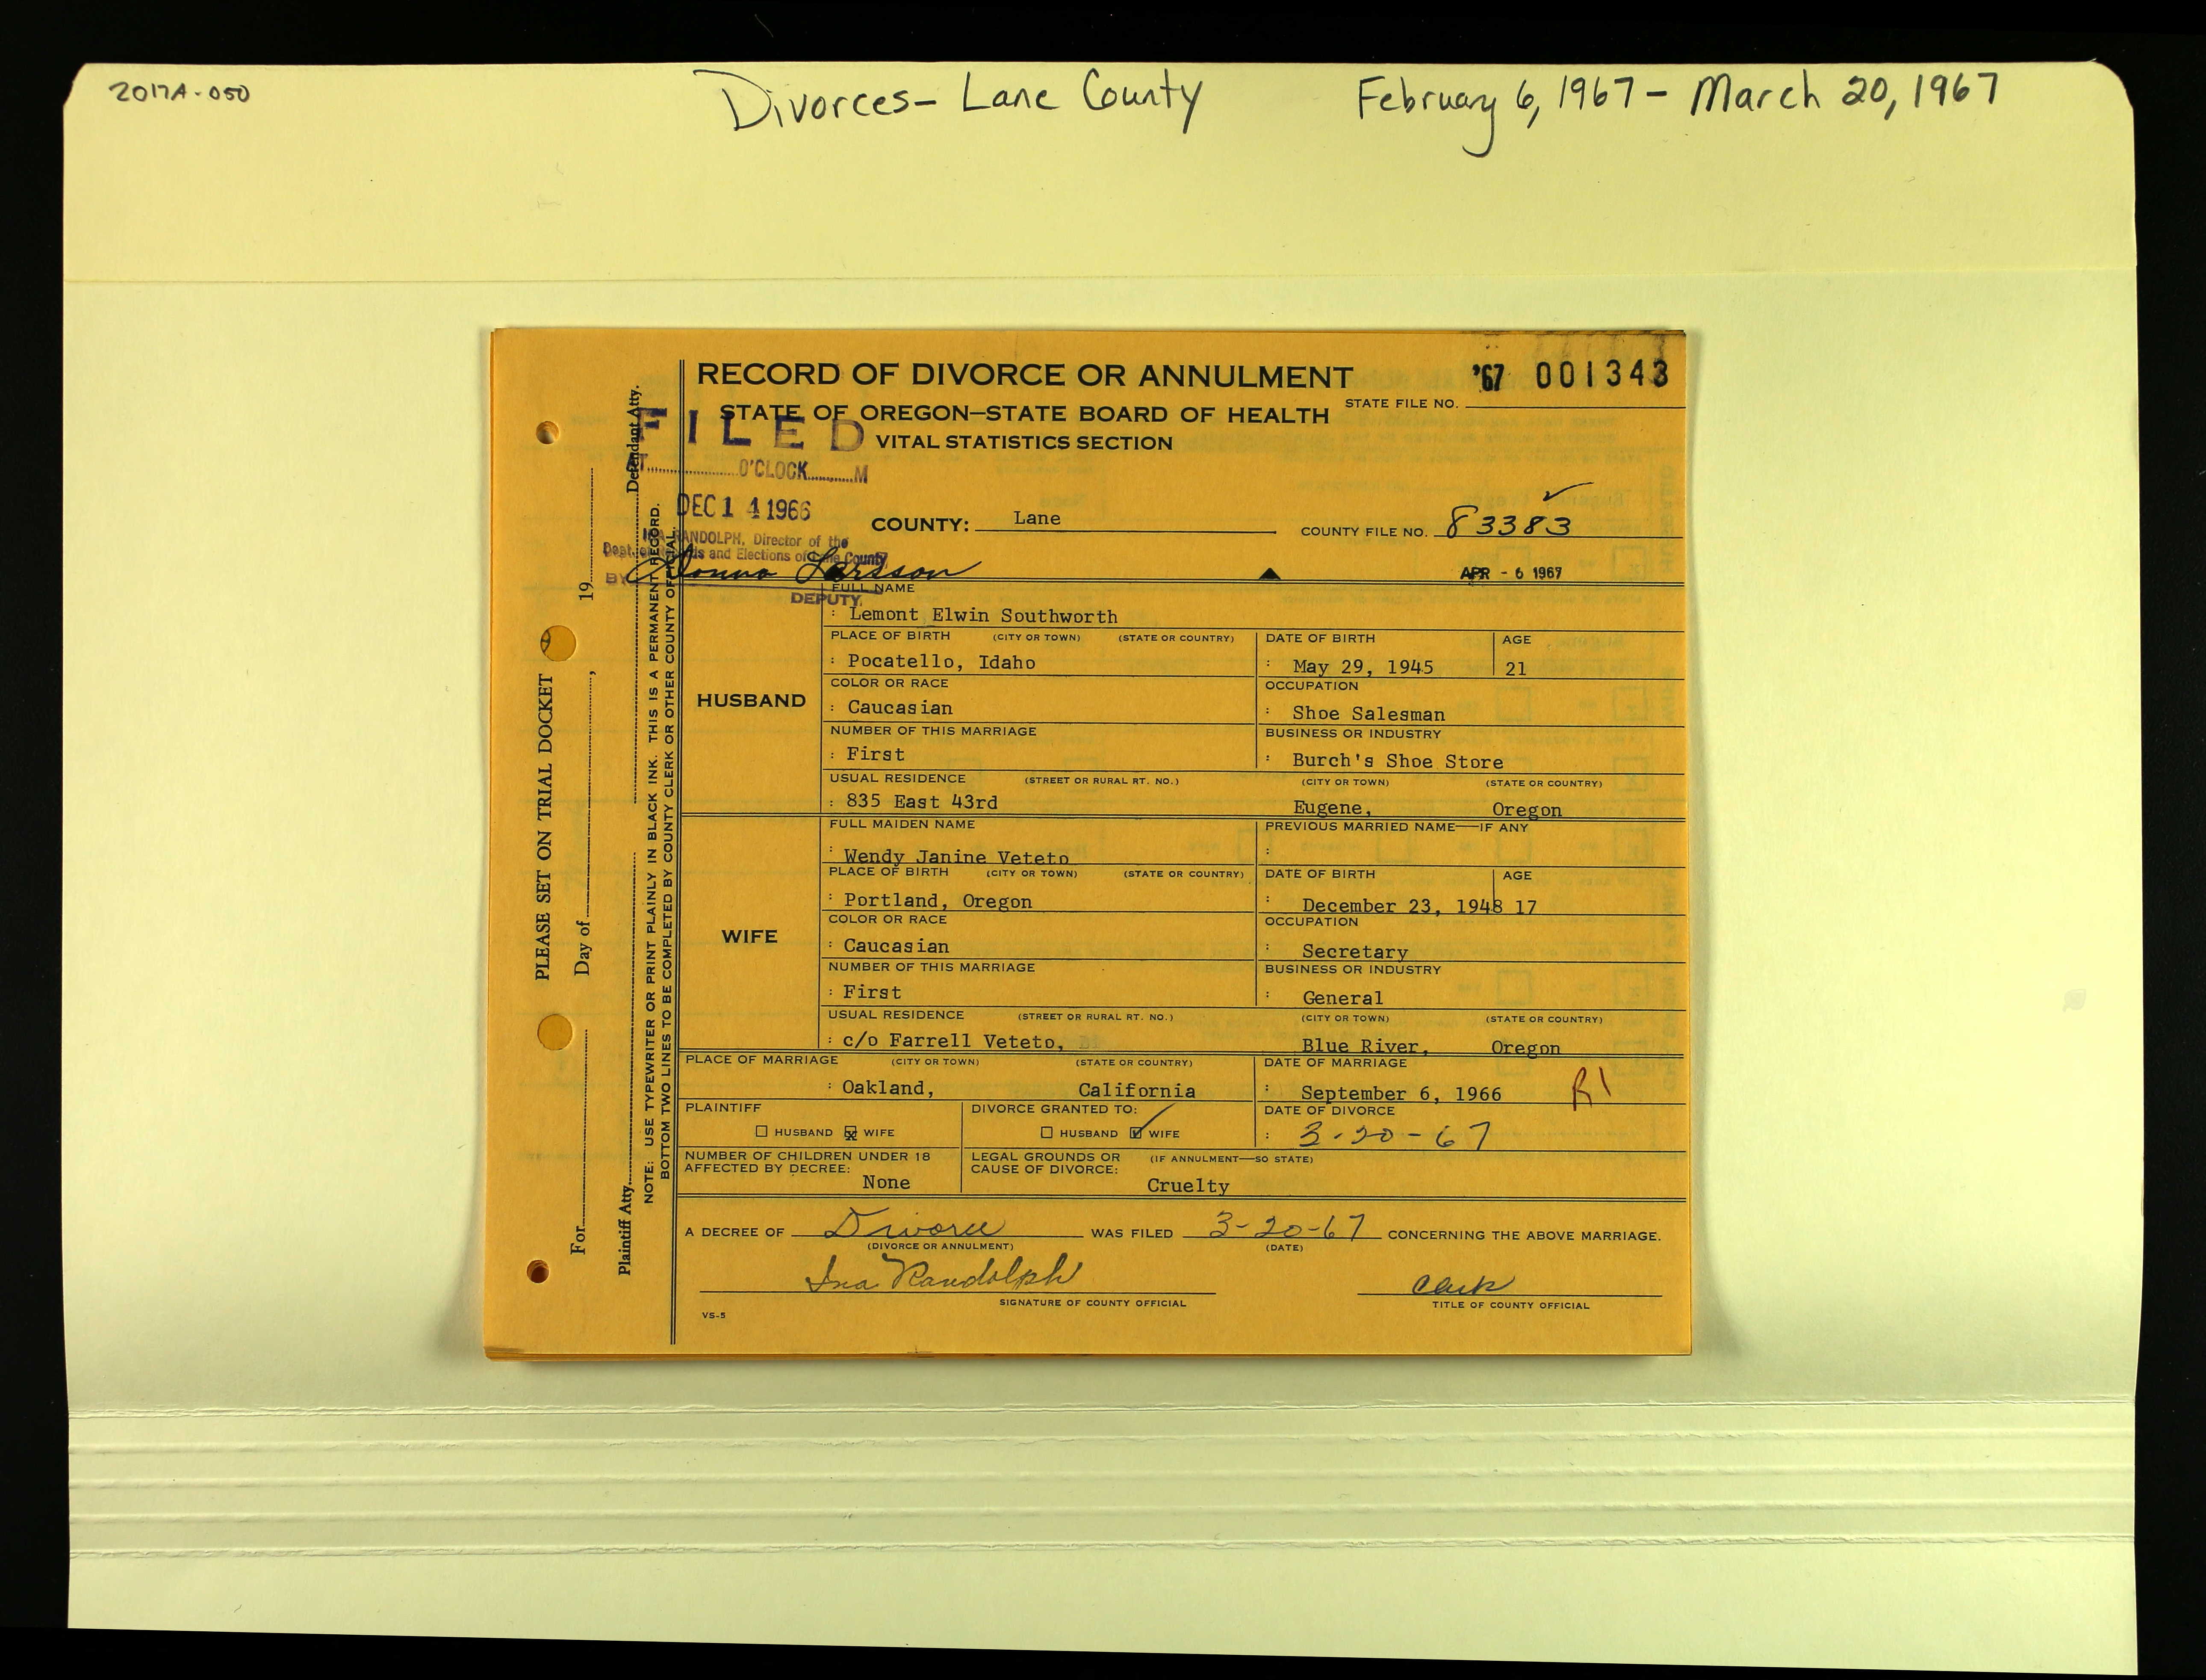 2017A-050
Divorces- Lane County February 6, 1967 - March 20, 1967
RECORD OF DIVORCE OR ANNULMENT
'67 001343
STATE FILE NO.
STATE OF OREGON—STATE BOARD OF HEALTH
VITAL STATISTICS SECTION
FILED
AT O'CLOCK M
DEC 14 1966
INA RANDOLPH, Director of the
Dept. of Records and Elections of Lane County
BY Donna Larsson
DEPUTY
COUNTY: Lane
COUNTY FILE NO. 83383
APR - 6 1967
PLEASE SET ON TRIAL DOCKET
For Day of , 19
Plaintiff Atty. Defendant Atty.
NOTE: USE TYPEWRITER OR PRINT PLAINLY IN BLACK INK. THIS IS A PERMANENT RECORD.
BOTTOM TWO LINES TO BE COMPLETED BY COUNTY CLERK OR OTHER COUNTY OFFICIAL.
HUSBAND
FULL NAME
: Lemont Elwin Southworth
PLACE OF BIRTH (CITY OR TOWN) (STATE OR COUNTRY) DATE OF BIRTH AGE
: Pocatello, Idaho : May 29, 1945 21
COLOR OR RACE OCCUPATION
: Caucasian : Shoe Salesman
NUMBER OF THIS MARRIAGE BUSINESS OR INDUSTRY
: First : Burch's Shoe Store
USUAL RESIDENCE (STREET OR RURAL RT. NO.) (CITY OR TOWN) (STATE OR COUNTRY)
: 835 East 43rd Eugene, Oregon
WIFE
FULL MAIDEN NAME PREVIOUS MARRIED NAME—IF ANY
: Wendy Janine Veteto :
PLACE OF BIRTH (CITY OR TOWN) (STATE OR COUNTRY) DATE OF BIRTH AGE
: Portland, Oregon : December 23, 1948 17
COLOR OR RACE OCCUPATION
: Caucasian : Secretary
NUMBER OF THIS MARRIAGE BUSINESS OR INDUSTRY
: First : General
USUAL RESIDENCE (STREET OR RURAL RT. NO.) (CITY OR TOWN) (STATE OR COUNTRY)
: c/o Farrell Veteto, Blue River, Oregon
PLACE OF MARRIAGE (CITY OR TOWN) (STATE OR COUNTRY) DATE OF MARRIAGE
: Oakland, California : September 6, 1966 R1
PLAINTIFF DIVORCE GRANTED TO: DATE OF DIVORCE
HUSBAND WIFE HUSBAND WIFE : 3-20-67
NUMBER OF CHILDREN UNDER 18 LEGAL GROUNDS OR (IF ANNULMENT—SO STATE)
AFFECTED BY DECREE: CAUSE OF DIVORCE:
None Cruelty
A DECREE OF Divorce WAS FILED 3-20-67 CONCERNING THE ABOVE MARRIAGE.
(DIVORCE OR ANNULMENT) (DATE)
Ina Randolph Clerk
SIGNATURE OF COUNTY OFFICIAL TITLE OF COUNTY OFFICIAL
VS-5